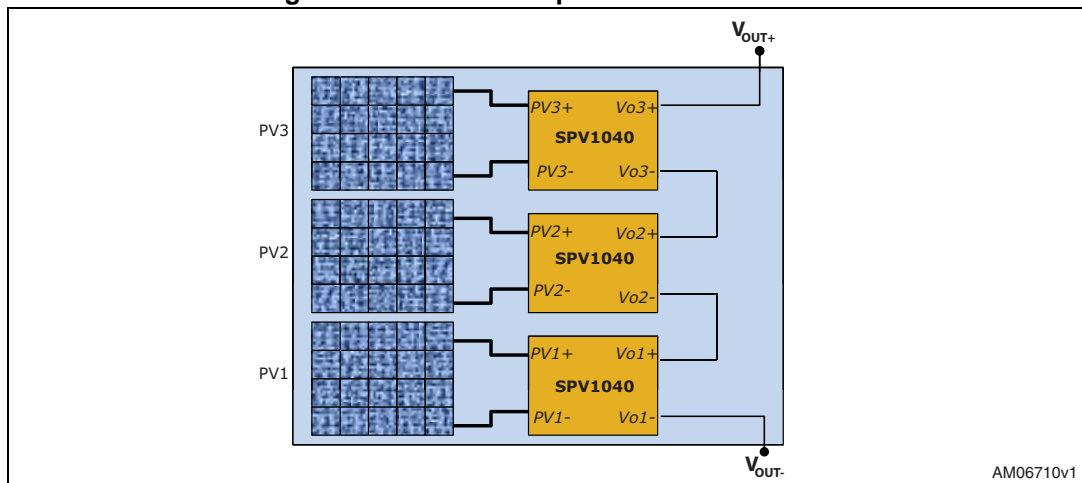 VOUT+
PV3
PV3+ Vo3+
SPV1040
PV3- Vo3-
PV2
PV2+ Vo2+
SPV1040
PV2- Vo2-
PV1
PV1+ Vo1+
SPV1040
PV1- Vo1-
VOUT-
AM06710v1